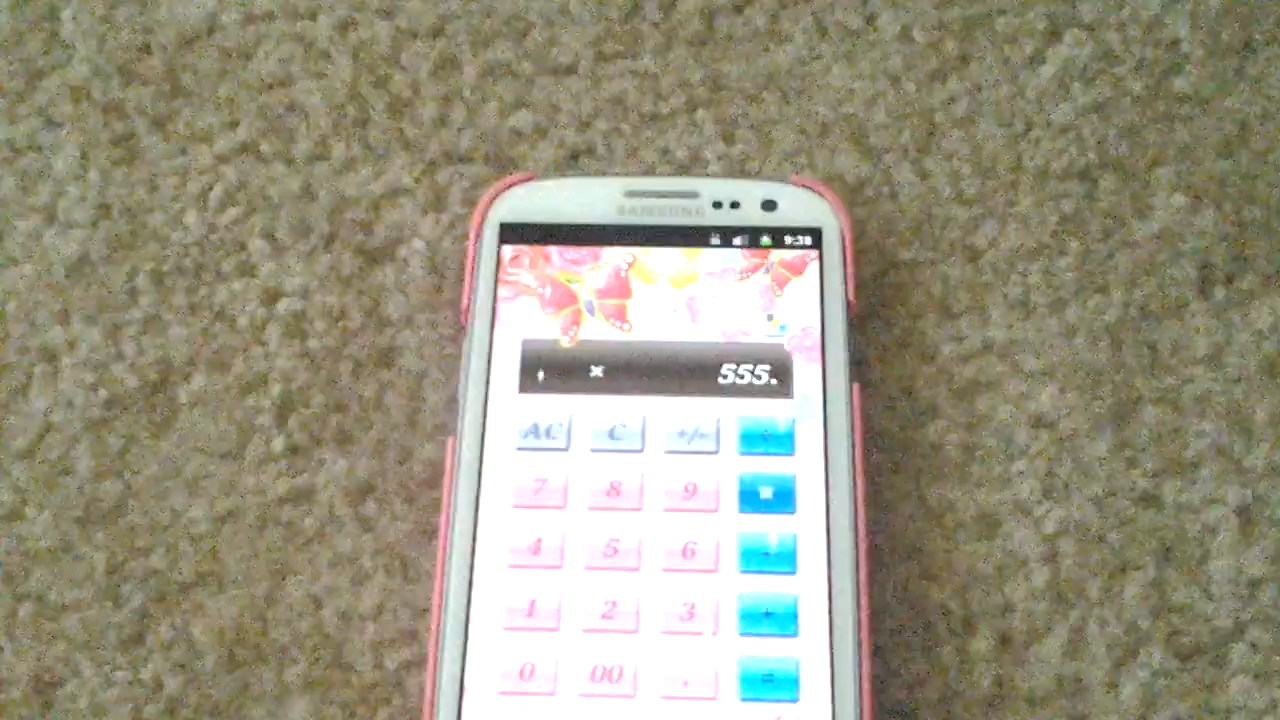 SAMSUNG
9:38
, × 555.
AC C +/- ÷
7 8 9 ×
4 5 6 -
1 2 3 +
0 00 . =